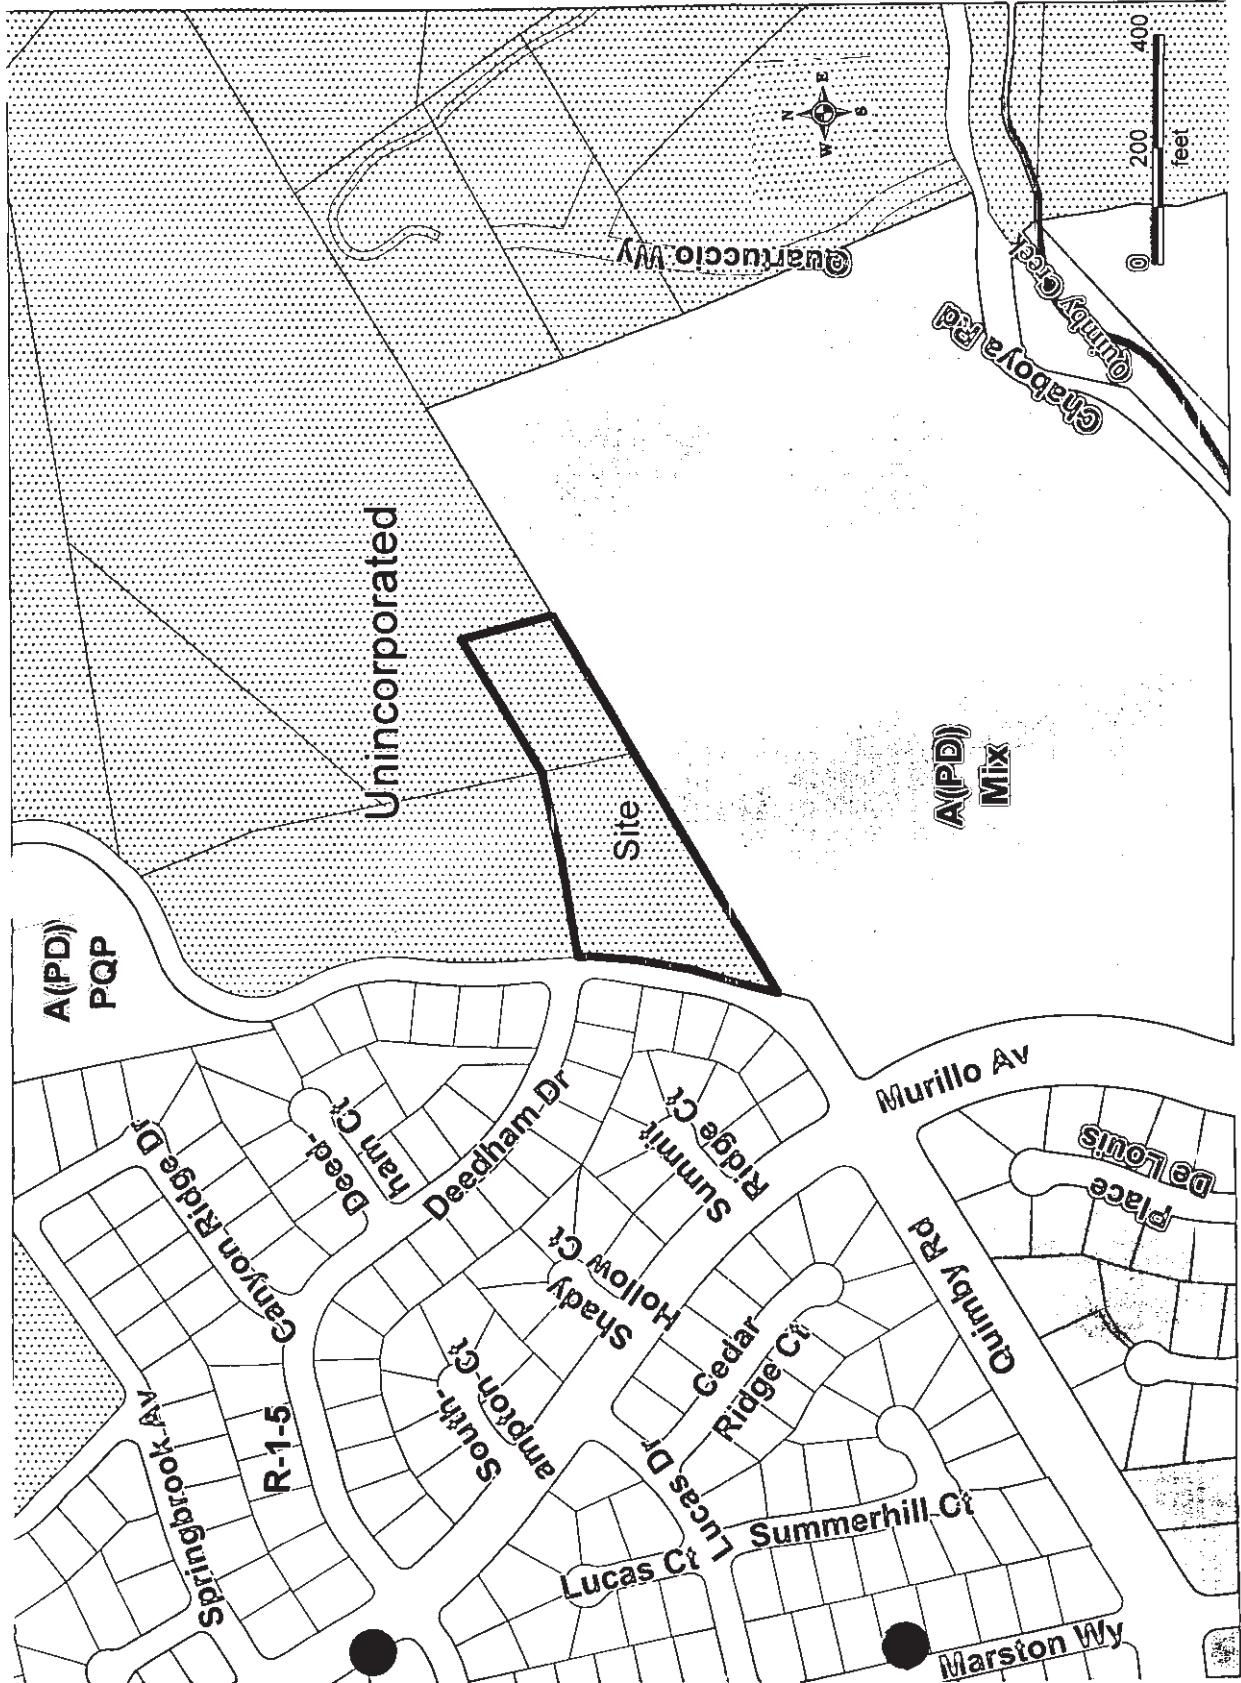 N
E
W
S
0 200 400
feet
Quartuccio Wy
Chaboya Rd
Quimby Creek
Unincorporated
Site
A(PD)
Mix
A(PD)
PQP
Murillo Av
Canyon Ridge Dr
Deed-
ham Ct
Deedham Dr
Summit
Ridge Ct
De Louis
Place
Shady
Hollow Ct
Quimby Rd
Cedar
Ridge Ct
South-
ampton Ct
R-1-5
Springbrook Av
Lucas Dr
Summerhill Ct
Lucas Ct
Marston Wy